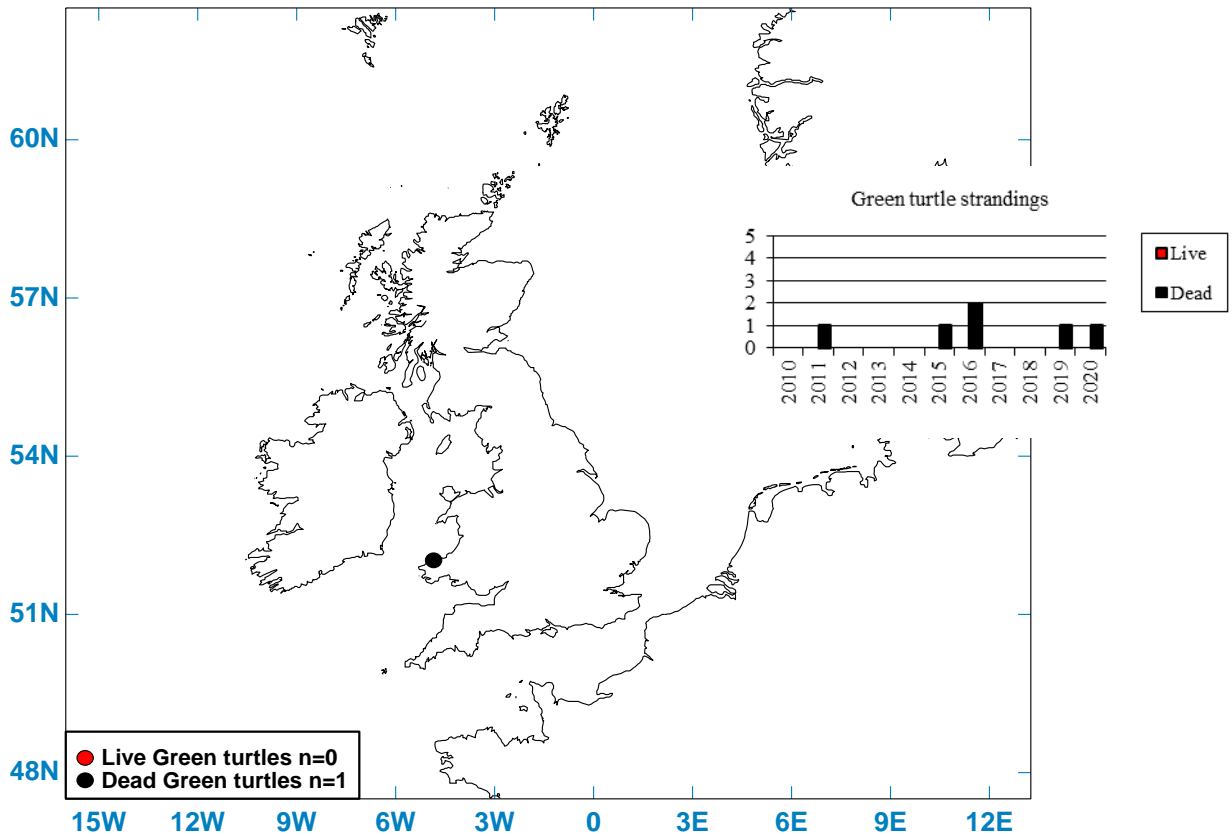 60N
57N
54N
51N
48N
Green turtle strandings
5
4
3
2
1
0
2010
2011
2012
2013
2014
2015
2016
2017
2018
2019
2020
Live
Dead
Live Green turtles n=0
Dead Green turtles n=1
15W 12W 9W 6W 3W 0 3E 6E 9E 12E